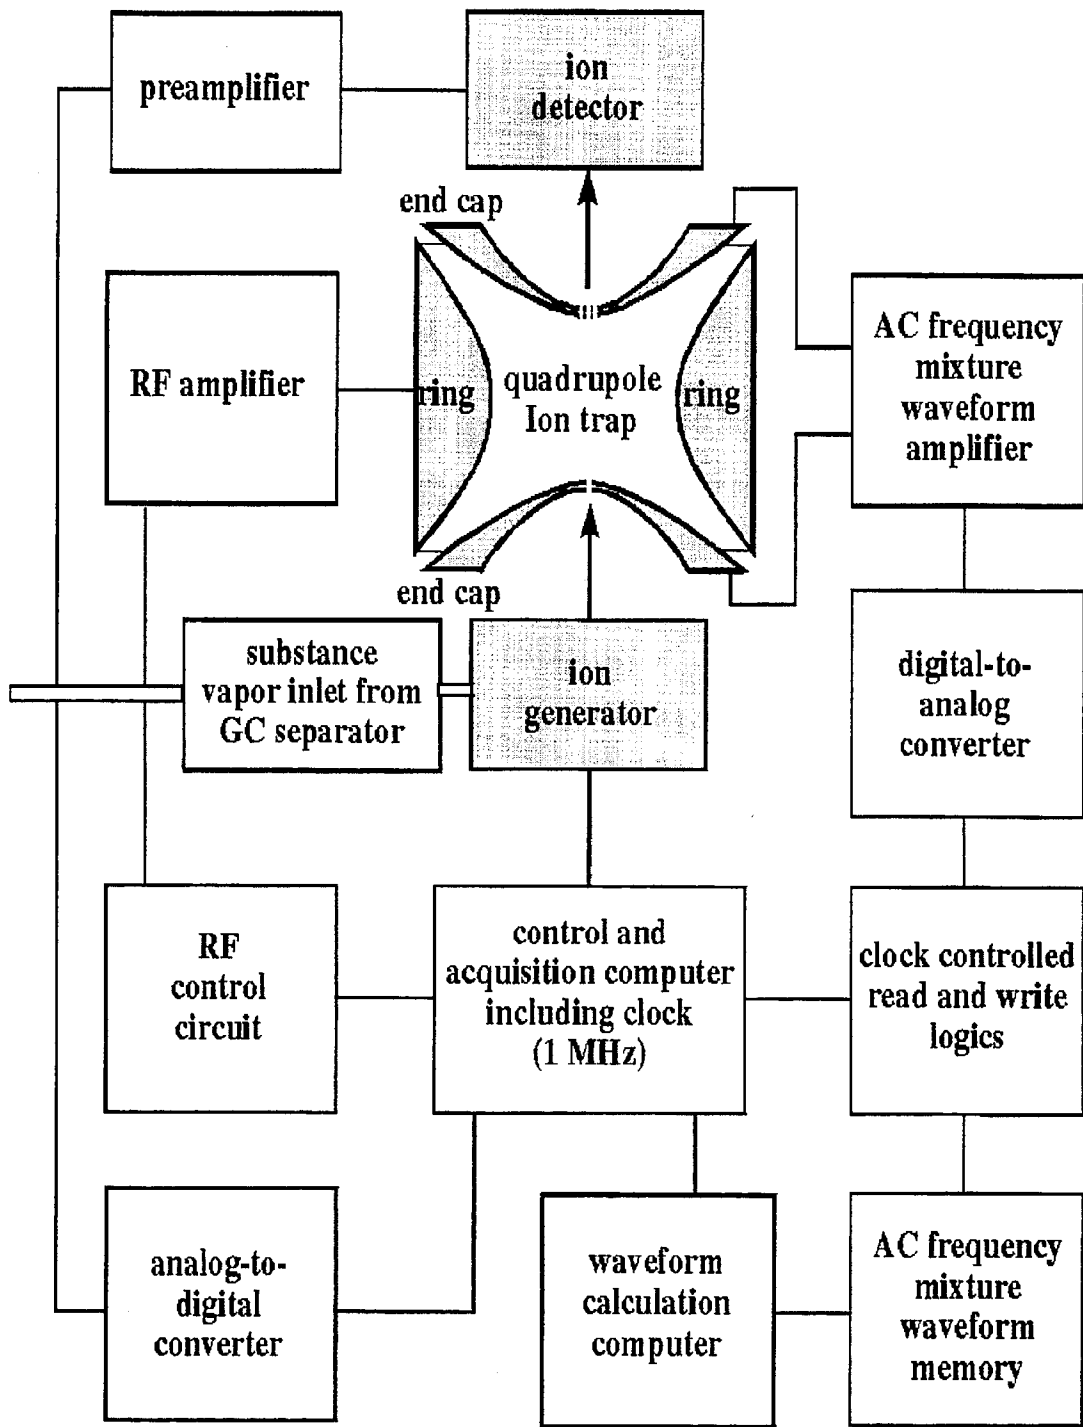 preamplifier
ion
detector
end cap
RF amplifier
ring
quadrupole
Ion trap
ring
AC frequency
mixture
waveform
amplifier
end cap
substance
vapor inlet from
GC separator
ion
generator
digital-to-
analog
converter
RF
control
circuit
control and
acquisition computer
including clock
(1 MHz)
clock controlled
read and write
logics
analog-to-
digital
converter
waveform
calculation
computer
AC frequency
mixture
waveform
memory